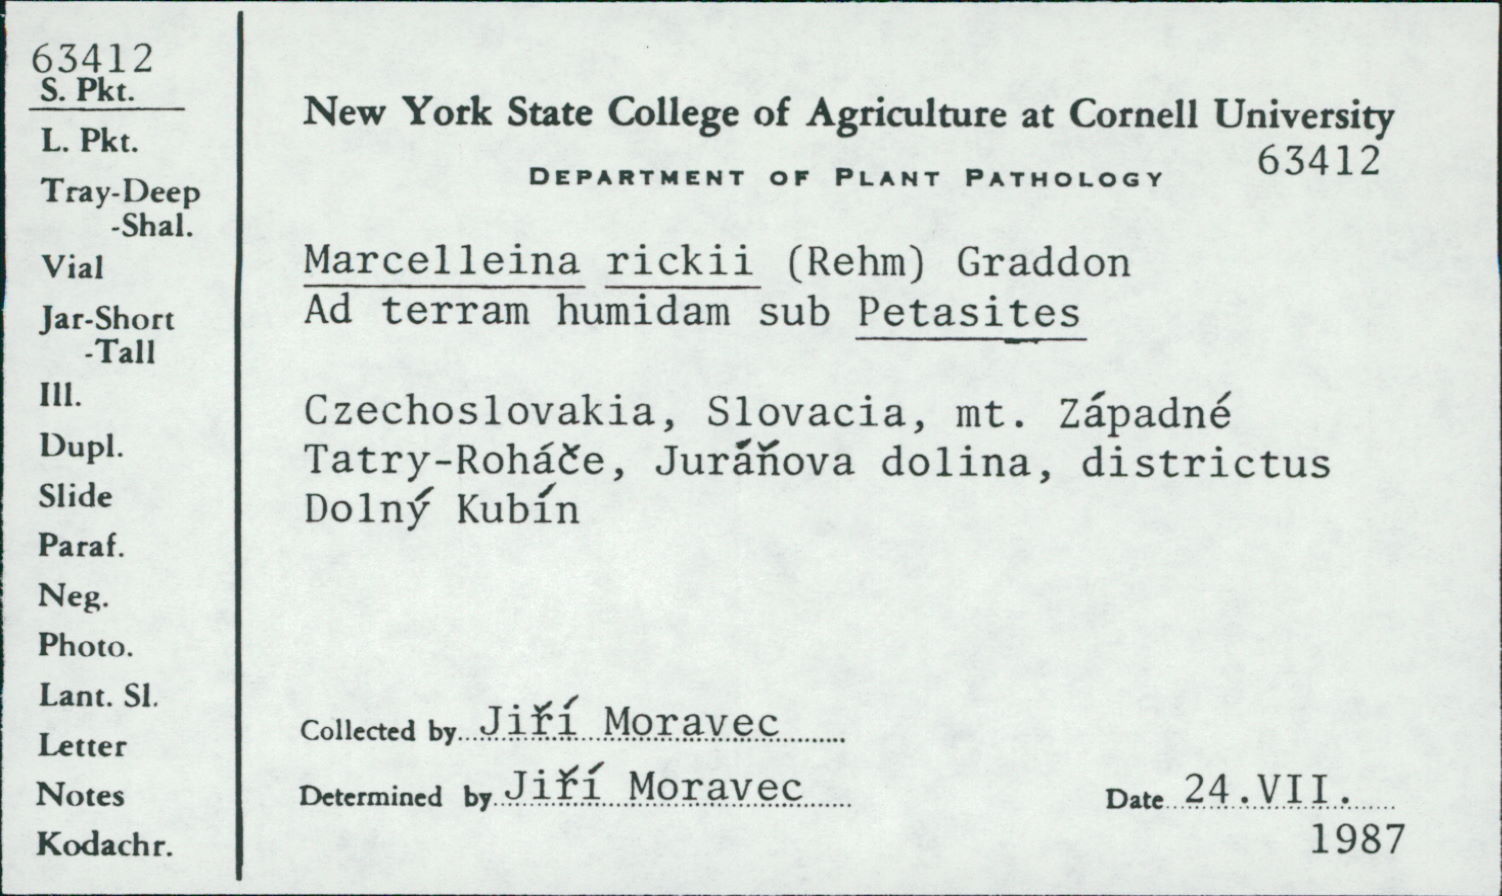 63412
S. Pkt.
L. Pkt.
Tray-Deep
-Shal.
Vial
Jar-Short
-Tall
Ill.
Dupl.
Slide
Paraf.
Neg.
Photo.
Lant. Sl.
Letter
Notes
Kodachr.
New York State College of Agriculture at Cornell University
DEPARTMENT OF PLANT PATHOLOGY
63412
Marcelleina rickii (Rehm) Graddon
Ad terram humidam sub Petasites
Czechoslovakia, Slovacia, mt. Západné
Tatry-Roháče, Juráňova dolina, districtus
Dolný Kubín
Collected by Jiří Moravec
Determined by Jiří Moravec
Date 24.VII.
1987